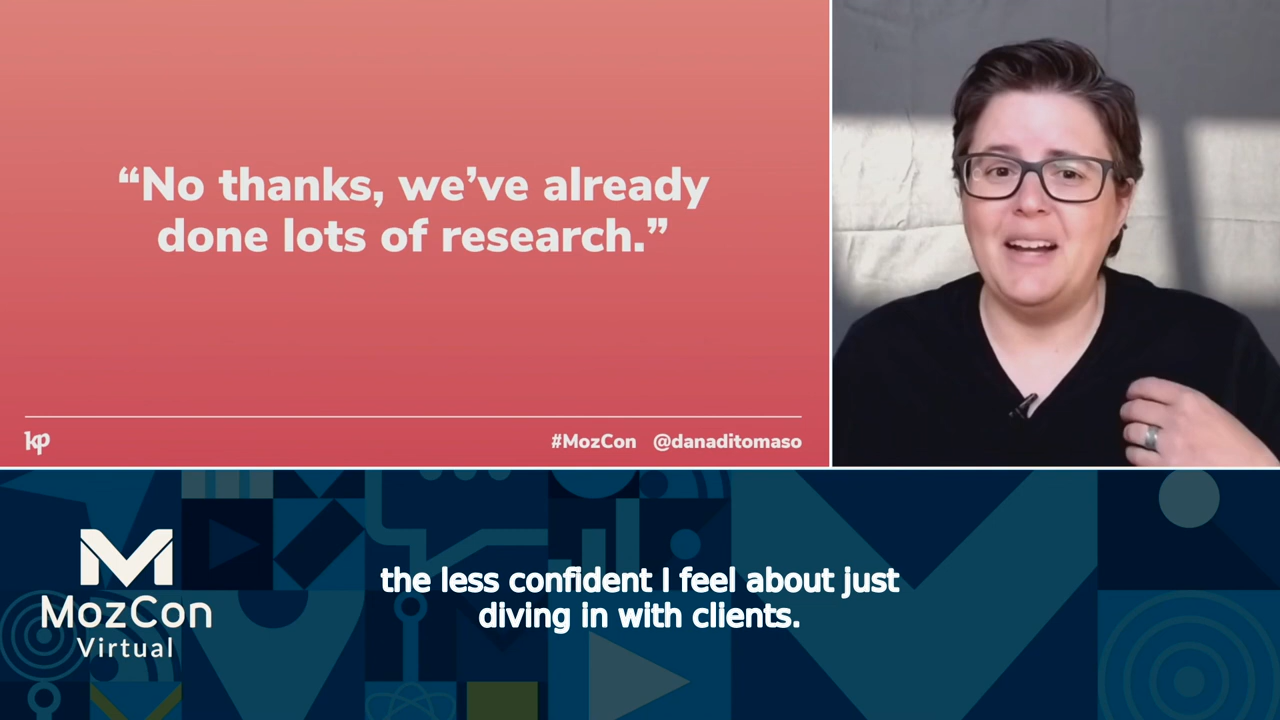 “No thanks, we’ve already
done lots of research.”
kp
#MozCon @danaditomaso
MozCon
Virtual
the less confident I feel about just
diving in with clients.